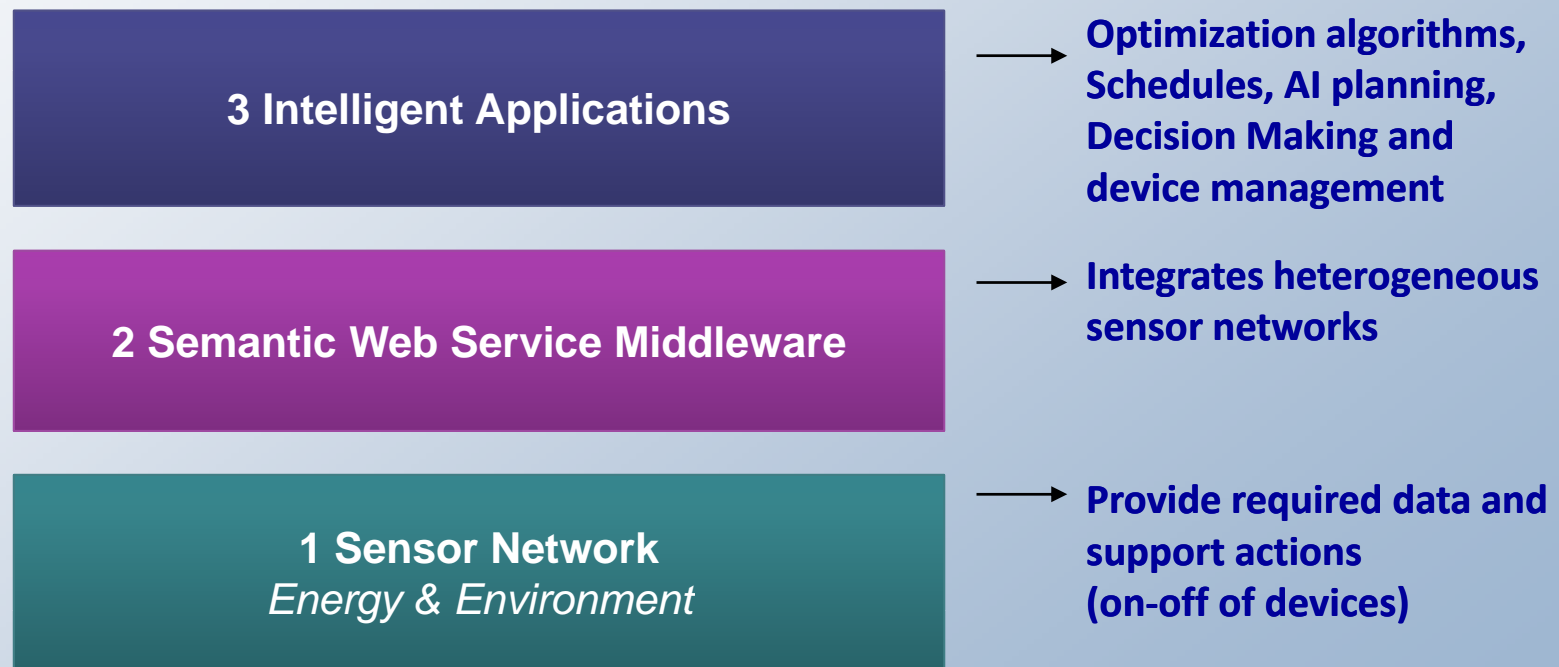 3 Intelligent Applications
Optimization algorithms,
Schedules, AI planning,
Decision Making and
device management
2 Semantic Web Service Middleware
Integrates heterogeneous
sensor networks
1 Sensor Network
Energy & Environment
Provide required data and
support actions
(on-off of devices)